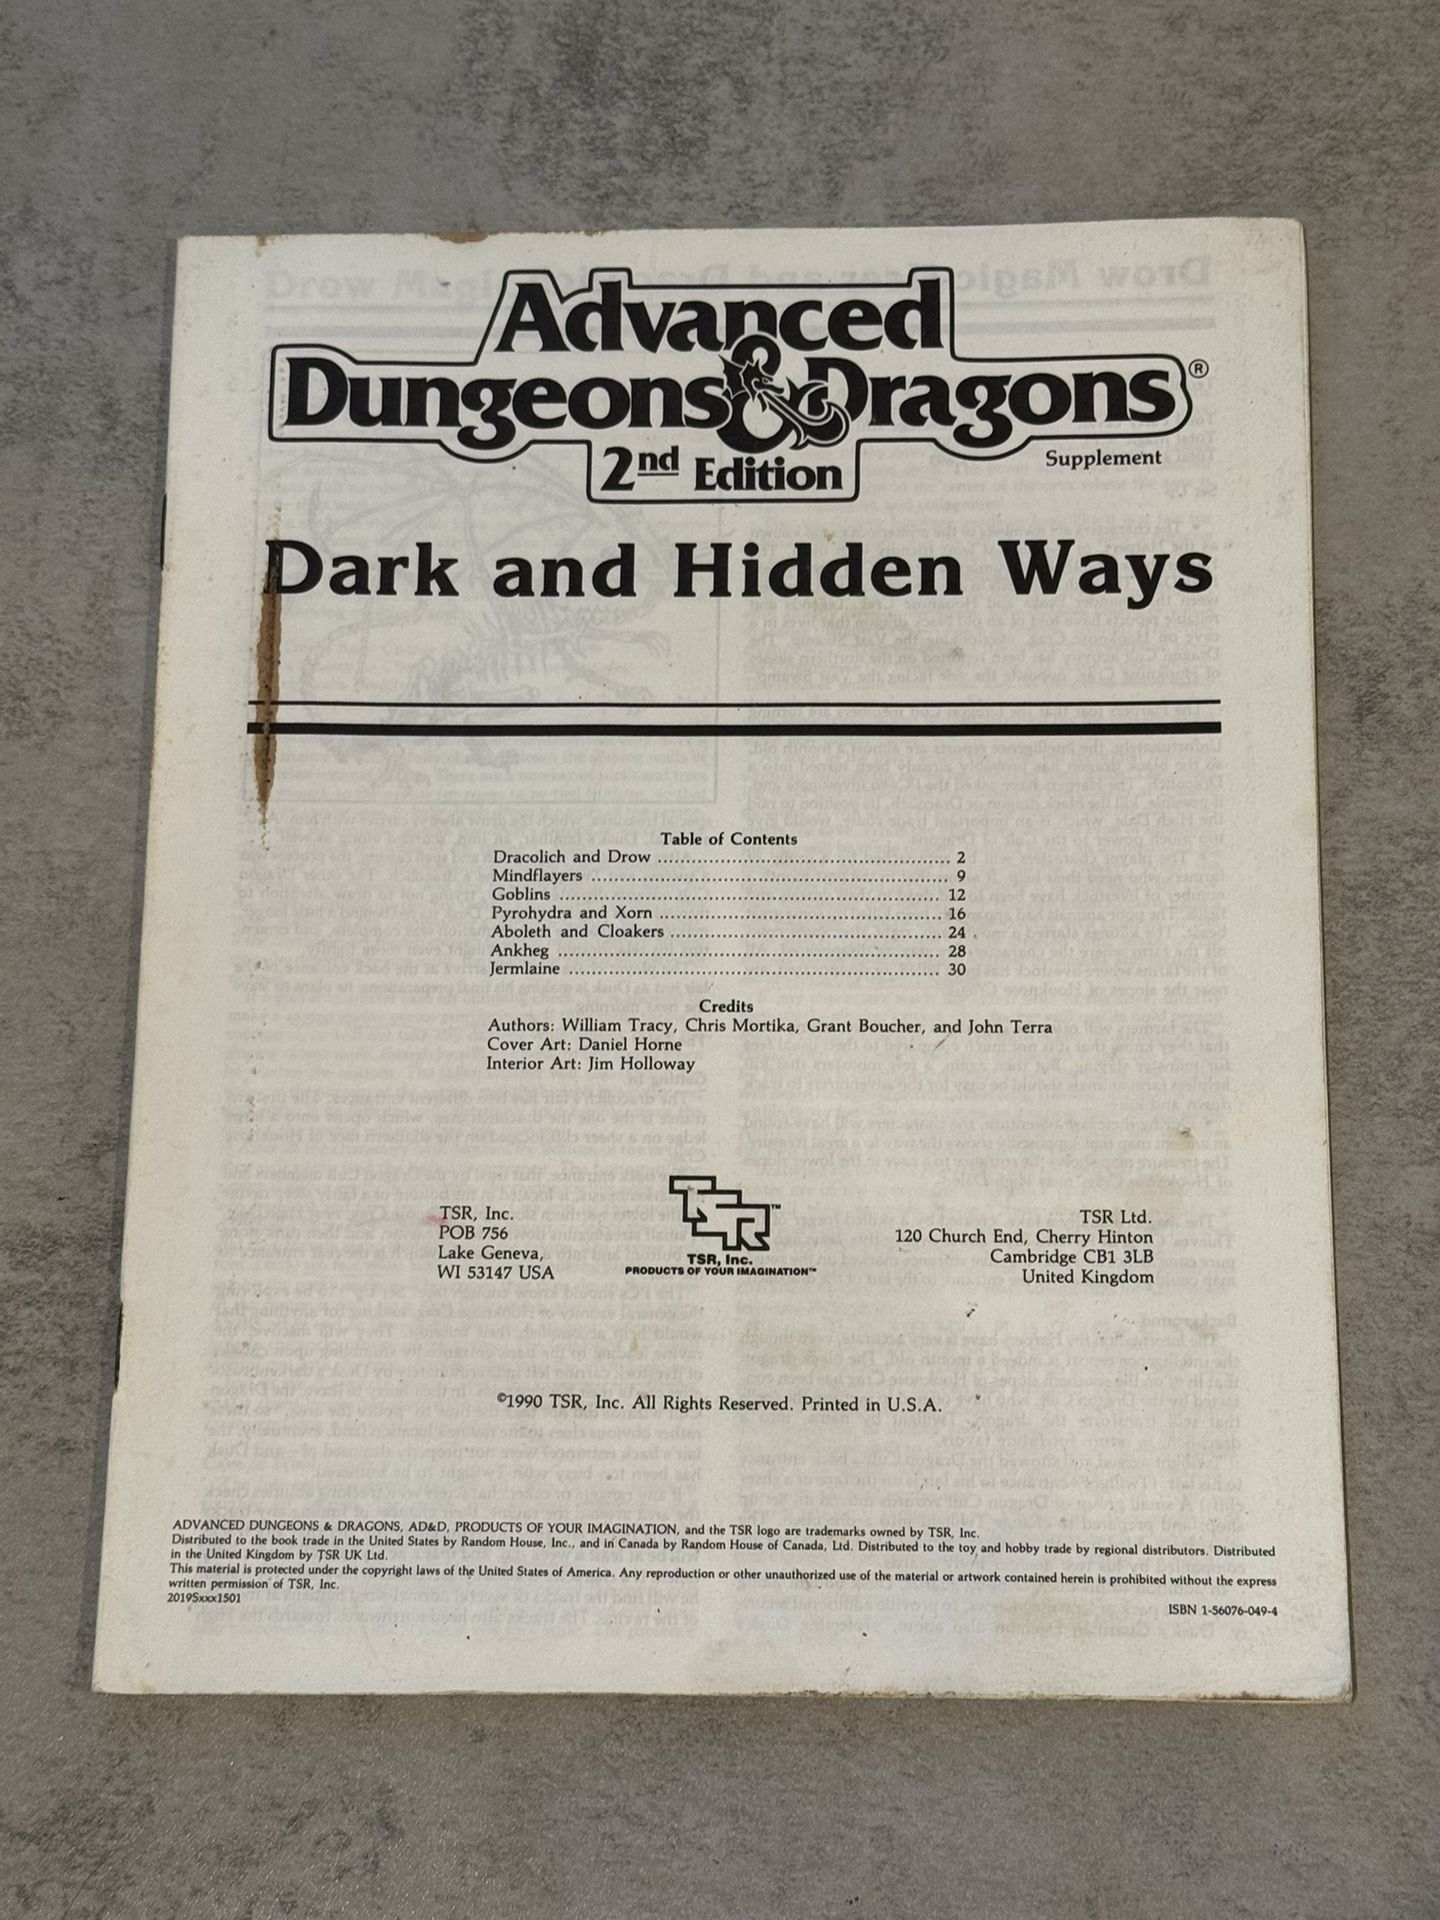 Advanced
Dungeons & Dragons®
2nd Edition
Supplement
Dark and Hidden Ways
Table of Contents
Dracolich and Drow .................................................. 2
Mindflayers .................................................. 9
Goblins .................................................. 12
Pyrohydra and Xorn .................................................. 16
Aboleth and Cloakers .................................................. 24
Ankheg .................................................. 28
Jermlaine .................................................. 30
Credits
Authors: William Tracy, Chris Mortika, Grant Boucher, and John Terra
Cover Art: Daniel Horne
Interior Art: Jim Holloway
TSR, Inc.
POB 756
Lake Geneva,
WI 53147 USA
TSR™
TSR, Inc.
PRODUCTS OF YOUR IMAGINATION™
TSR Ltd.
120 Church End, Cherry Hinton
Cambridge CB1 3LB
United Kingdom
©1990 TSR, Inc. All Rights Reserved. Printed in U.S.A.
ADVANCED DUNGEONS & DRAGONS, AD&D, PRODUCTS OF YOUR IMAGINATION, and the TSR logo are trademarks owned by TSR, Inc.
Distributed to the book trade in the United States by Random House, Inc., and in Canada by Random House of Canada, Ltd. Distributed to the toy and hobby trade by regional distributors. Distributed
in the United Kingdom by TSR UK Ltd.
This material is protected under the copyright laws of the United States of America. Any reproduction or other unauthorized use of the material or artwork contained herein is prohibited without the express
written permission of TSR, Inc.
2019Sxxx1501
ISBN 1-56076-049-4